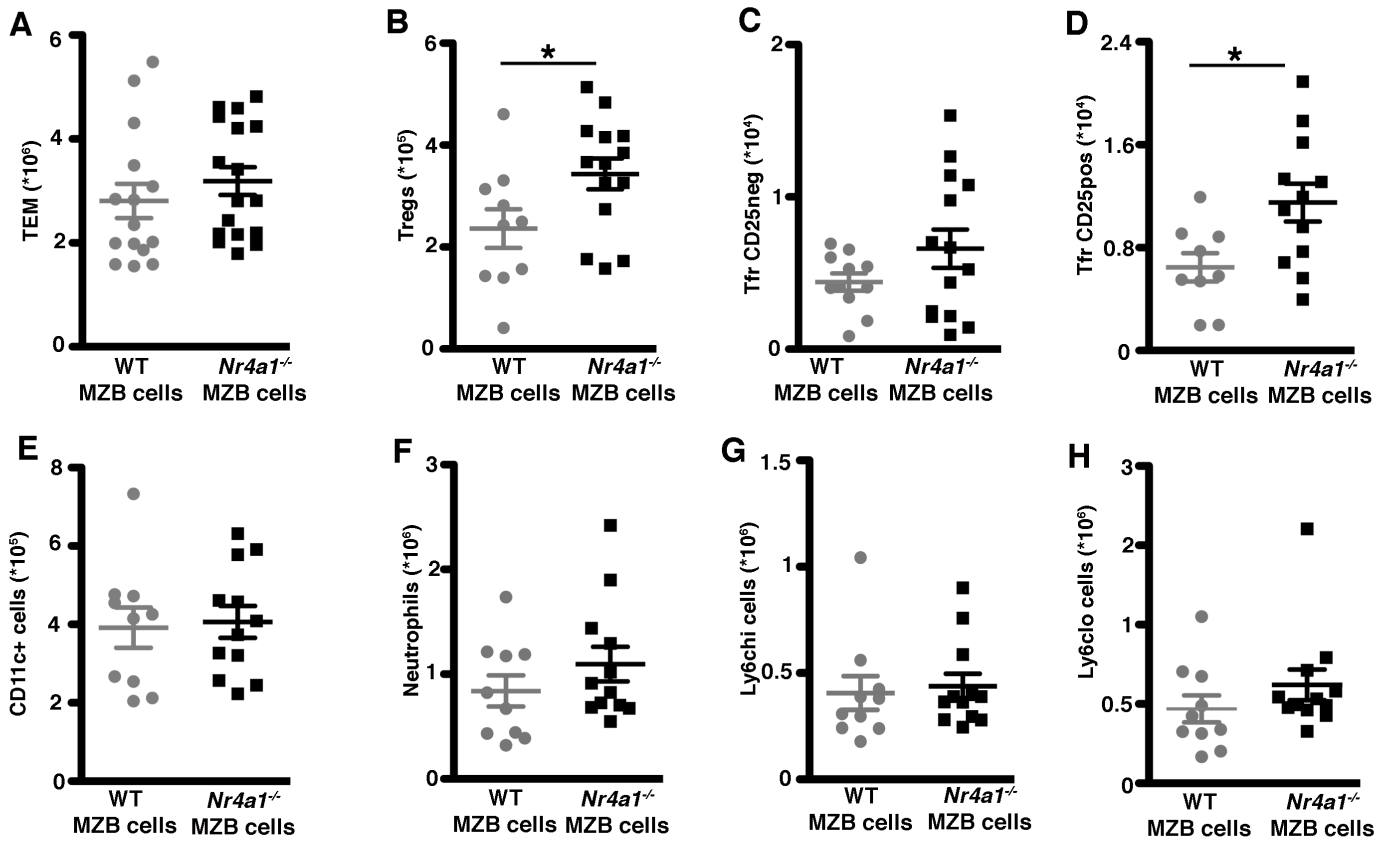 A
TEM (*10⁶)
6
4
2
0
WT
MZB cells
Nr4a1-/-
MZB cells
B
Tregs (*10⁵)
6
4
2
0
*
WT
MZB cells
Nr4a1-/-
MZB cells
C
Tfr CD25neg (*10⁴)
2
1
0
WT
MZB cells
Nr4a1-/-
MZB cells
D
Tfr CD25pos (*10⁴)
2.4
1.6
0.8
0
*
WT
MZB cells
Nr4a1-/-
MZB cells
E
CD11c+ cells (*10⁵)
8
6
4
2
0
WT
MZB cells
Nr4a1-/-
MZB cells
F
Neutrophils (*10⁶)
3
2
1
0
WT
MZB cells
Nr4a1-/-
MZB cells
G
Ly6chi cells (*10⁶)
1.5
1
0.5
0
WT
MZB cells
Nr4a1-/-
MZB cells
H
Ly6clo cells (*10⁶)
3
2
1
0.5
0
WT
MZB cells
Nr4a1-/-
MZB cells